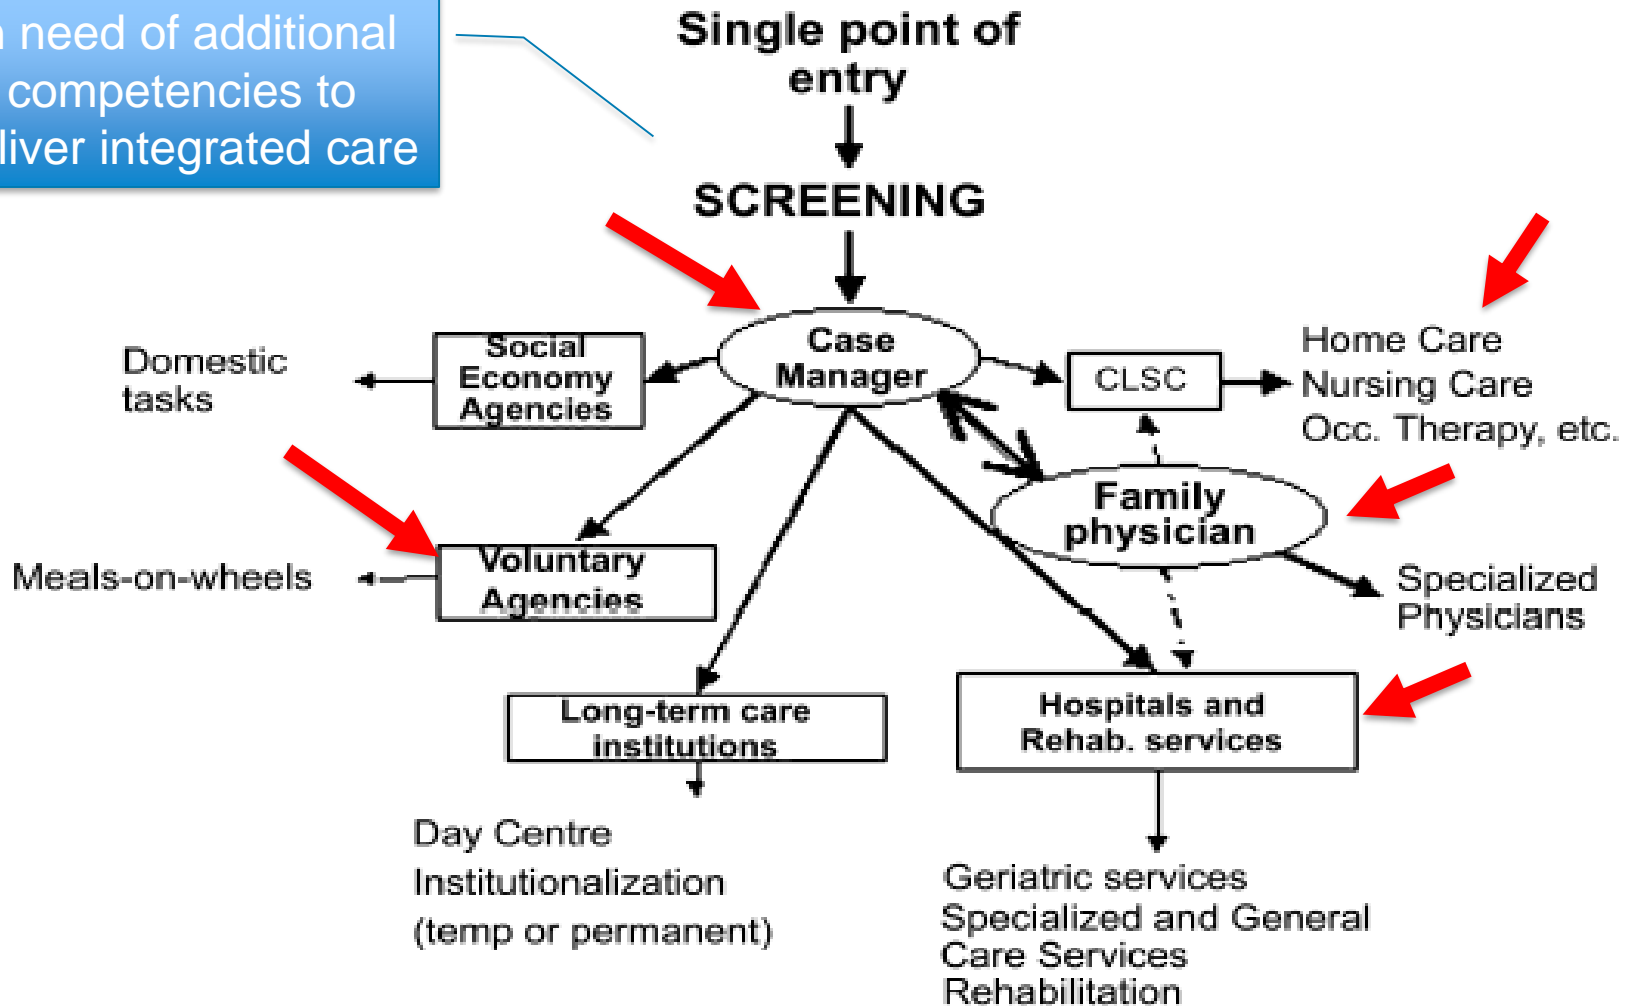 need of additional
competencies to
liver integrated care
Single point of
entry
SCREENING
Case
Manager
Social
Economy
Agencies
Domestic
tasks
CLSC
Home Care
Nursing Care
Occ. Therapy, etc.
Family
physician
Voluntary
Agencies
Meals-on-wheels
Specialized
Physicians
Long-term care
institutions
Hospitals and
Rehab. services
Day Centre
Institutionalization
(temp or permanent)
Geriatric services
Specialized and General
Care Services
Rehabilitation